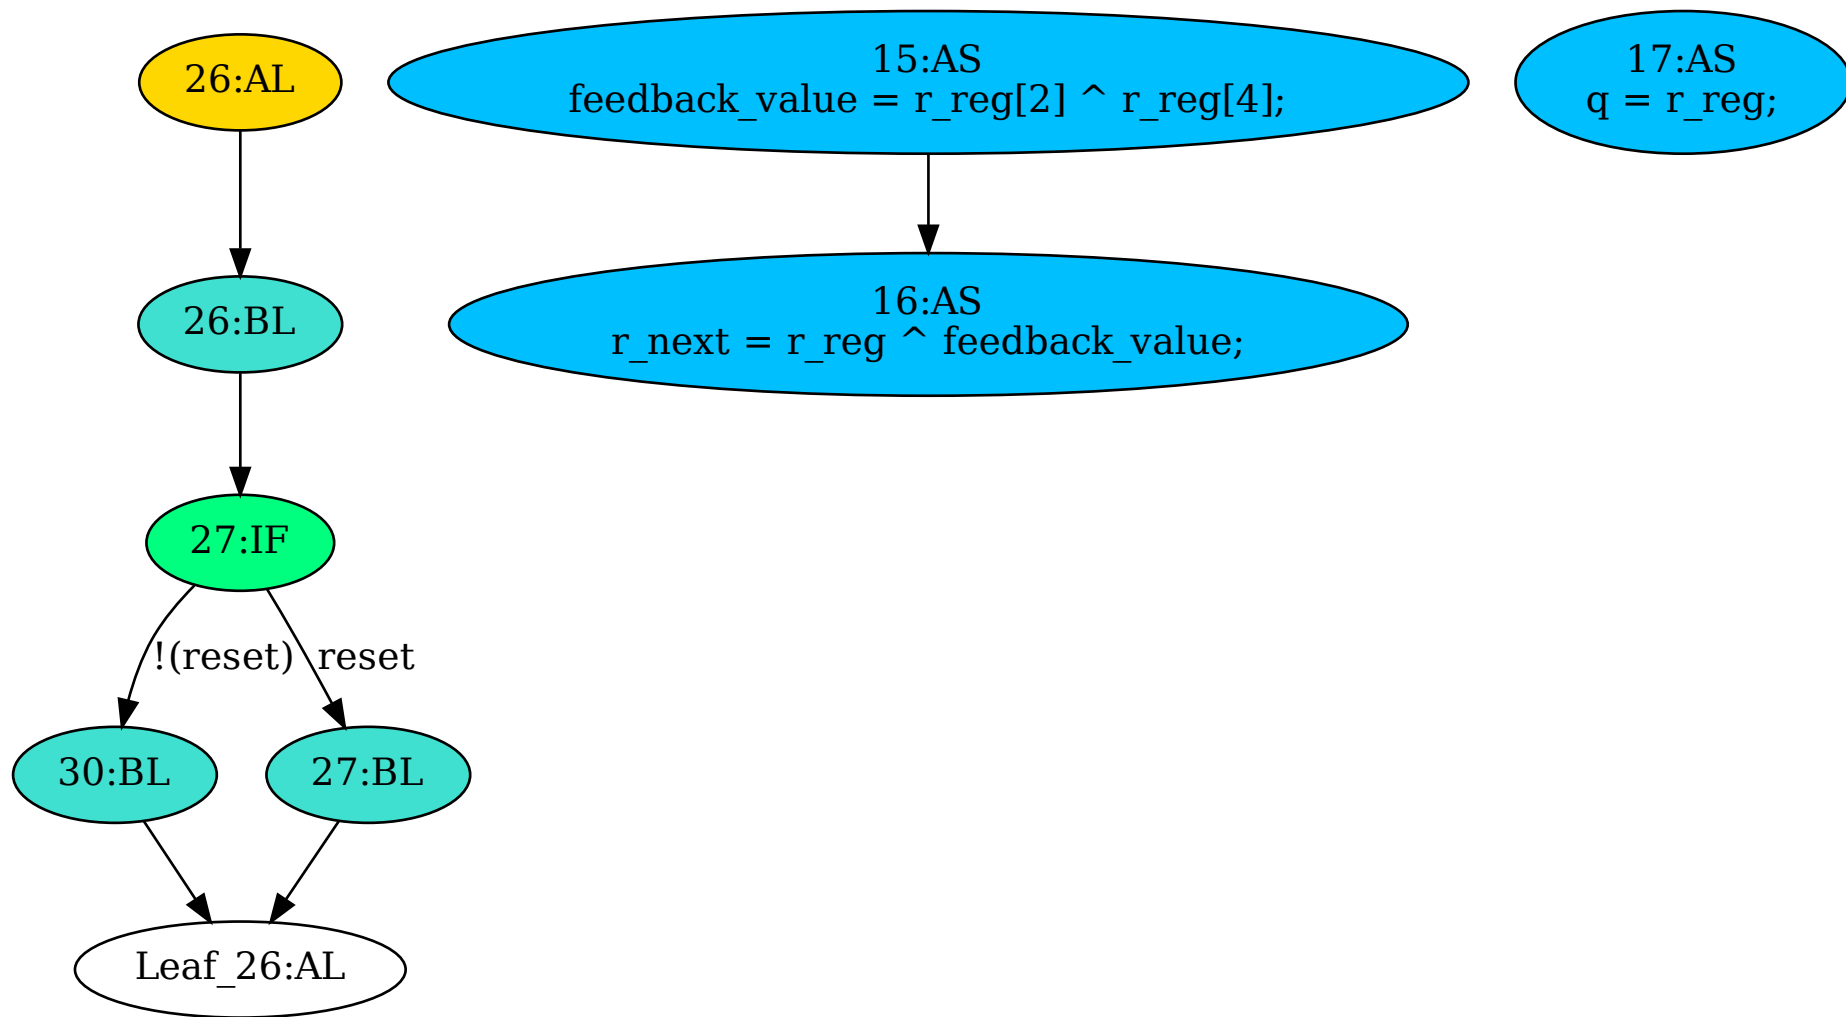 26:AL
15:AS
feedback_value = r_reg[2] ^ r_reg[4];
17:AS
q = r_reg;
26:BL
16:AS
r_next = r_reg ^ feedback_value;
27:IF
!(reset)
reset
30:BL
27:BL
Leaf_26:AL